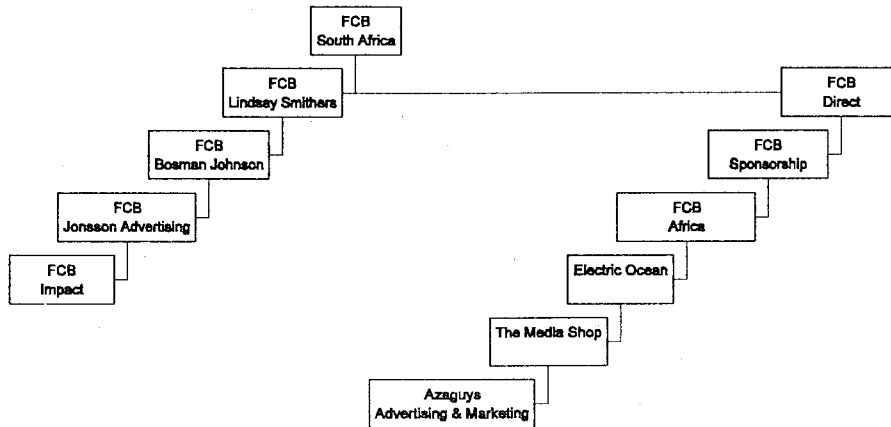 FCB
South Africa
FCB
Lindsay Smithers
FCB
Direct
FCB
Bosman Johnson
FCB
Sponsorship
FCB
Jonsson Advertising
FCB
Africa
FCB
Impact
Electric Ocean
The Media Shop
Azaguys
Advertising & Marketing